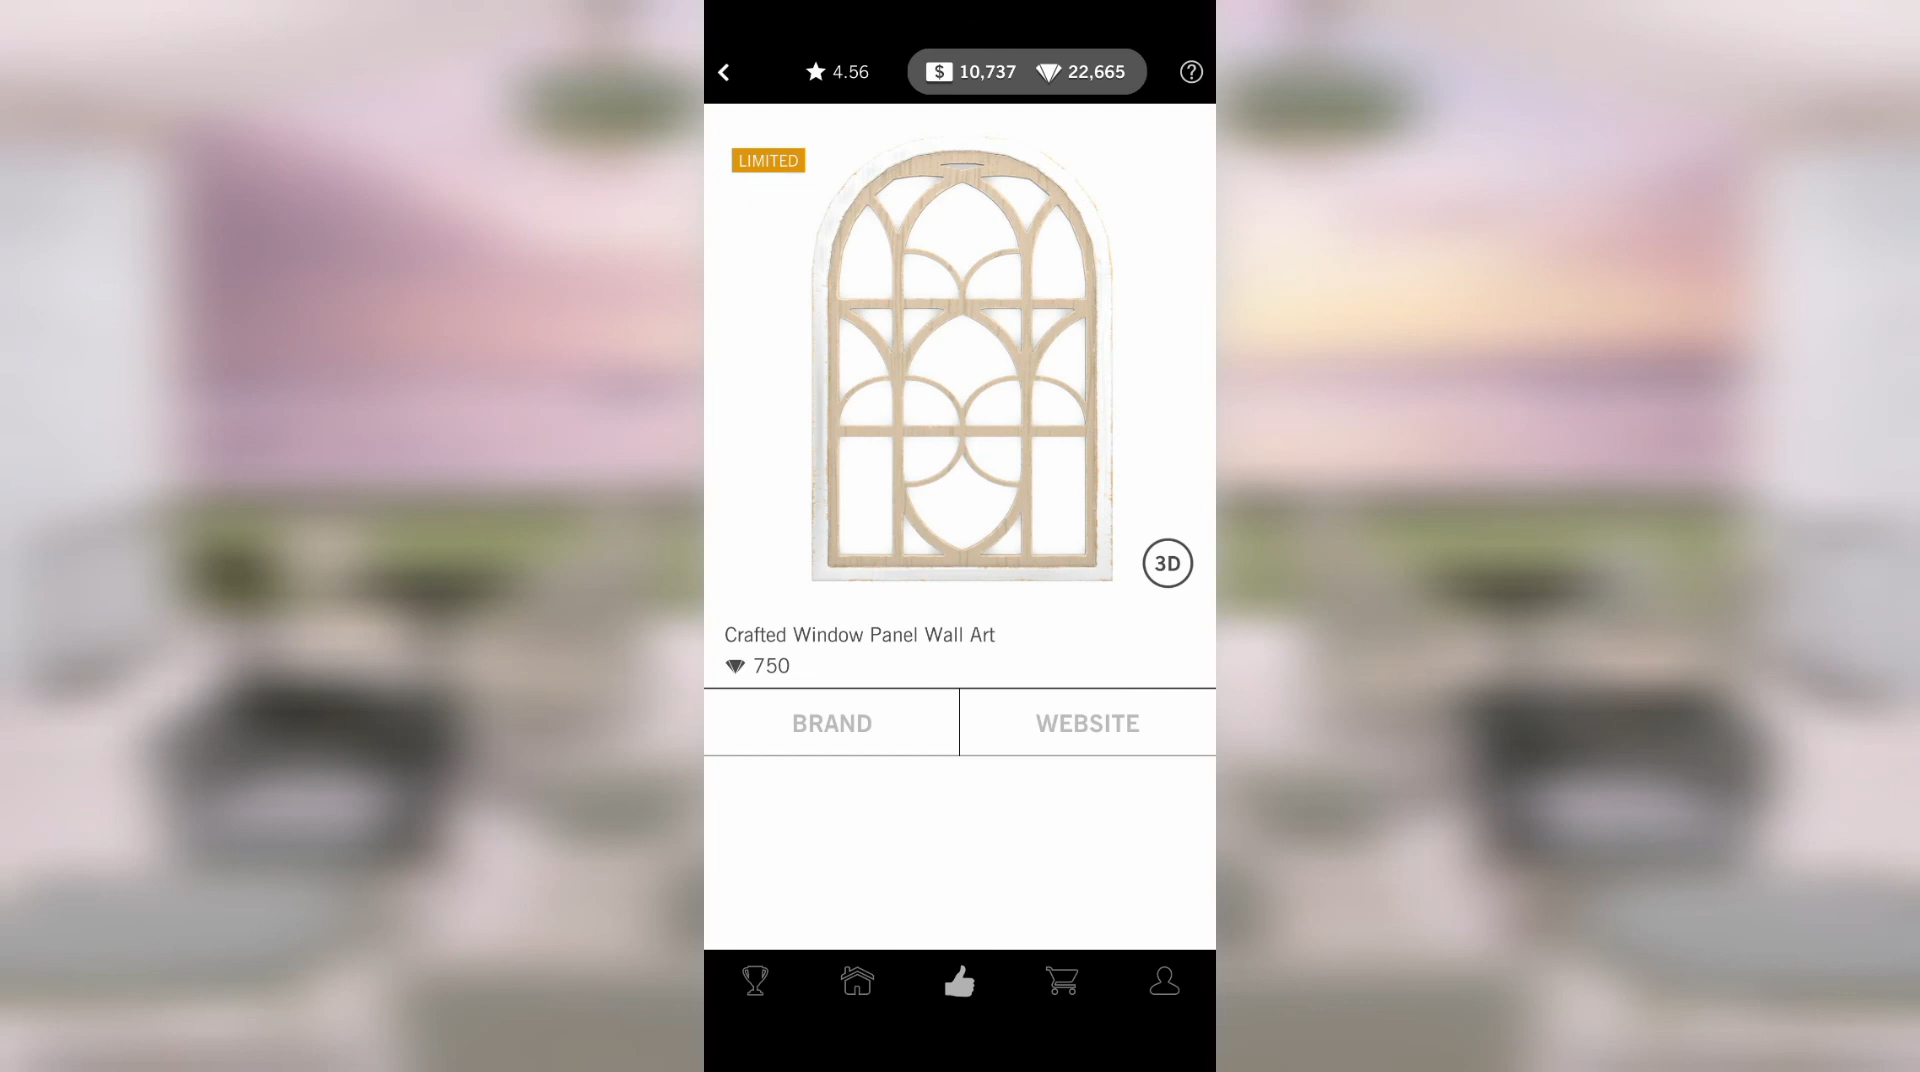 4.56
$ 10,737
22,665
?
LIMITED
3D
Crafted Window Panel Wall Art
750
BRAND
WEBSITE